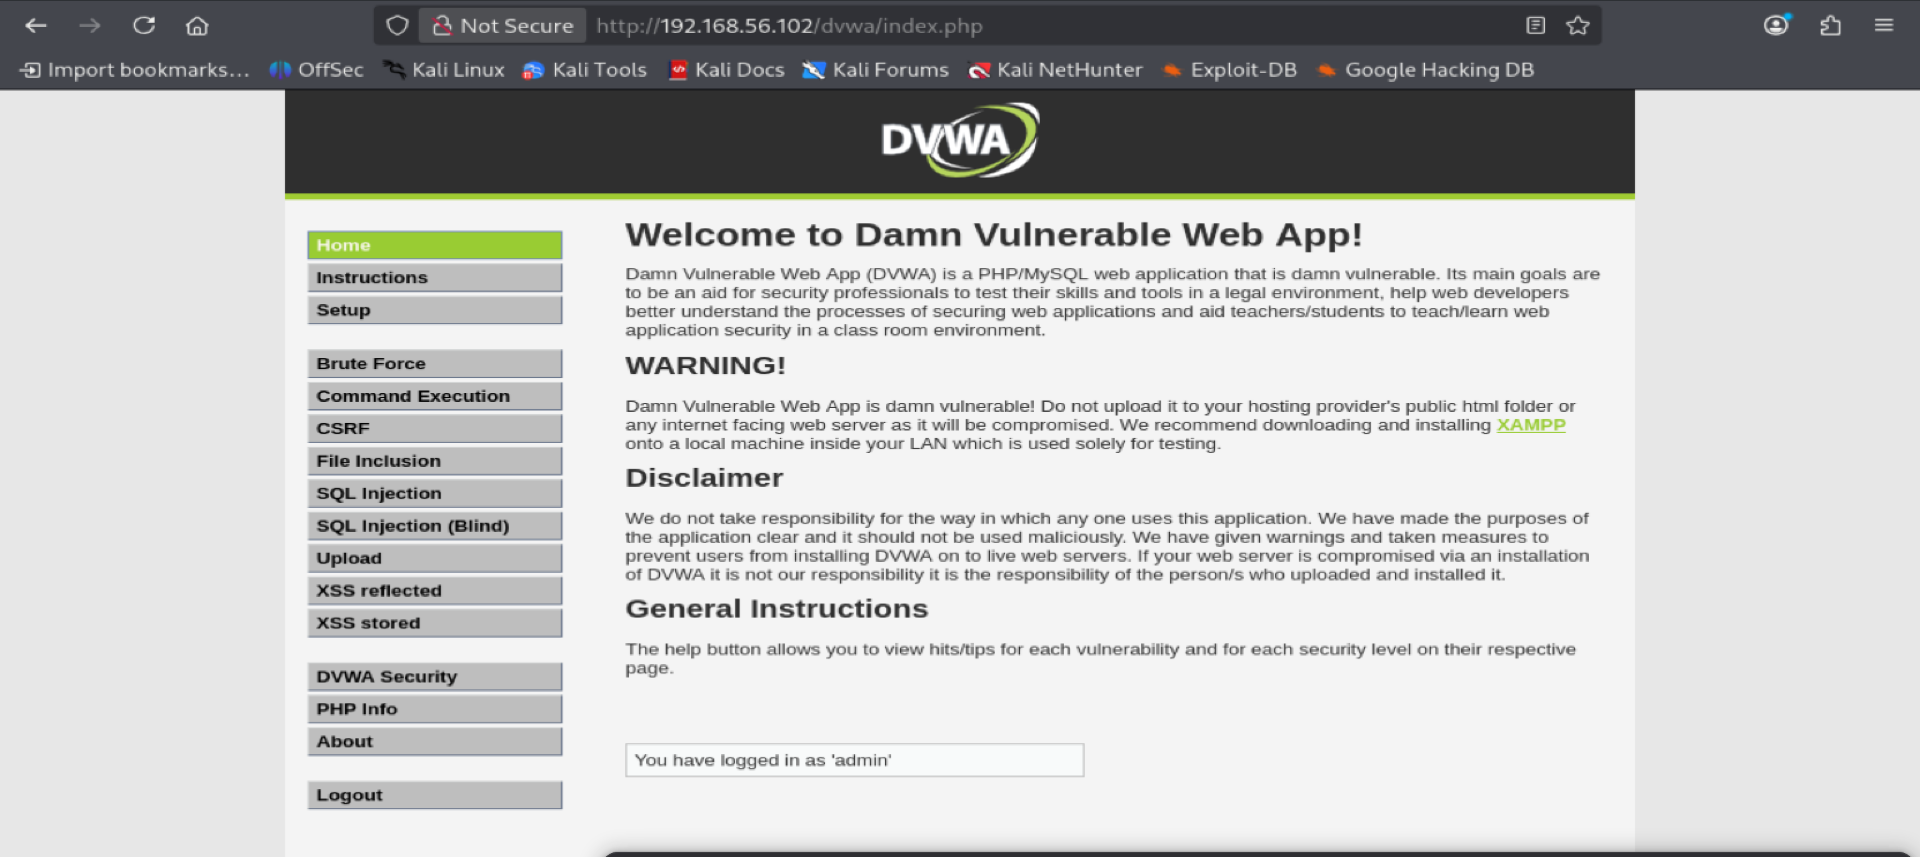 Not Secure http://192.168.56.102/dvwa/index.php
Import bookmarks... OffSec Kali Linux Kali Tools Kali Docs Kali Forums Kali NetHunter Exploit-DB Google Hacking DB
DVWA
Home
Instructions
Setup
Brute Force
Command Execution
CSRF
File Inclusion
SQL Injection
SQL Injection (Blind)
Upload
XSS reflected
XSS stored
DVWA Security
PHP Info
About
Logout
Welcome to Damn Vulnerable Web App!
Damn Vulnerable Web App (DVWA) is a PHP/MySQL web application that is damn vulnerable. Its main goals are
to be an aid for security professionals to test their skills and tools in a legal environment, help web developers
better understand the processes of securing web applications and aid teachers/students to teach/learn web
application security in a class room environment.
WARNING!
Damn Vulnerable Web App is damn vulnerable! Do not upload it to your hosting provider's public html folder or
any internet facing web server as it will be compromised. We recommend downloading and installing XAMPP
onto a local machine inside your LAN which is used solely for testing.
Disclaimer
We do not take responsibility for the way in which any one uses this application. We have made the purposes of
the application clear and it should not be used maliciously. We have given warnings and taken measures to
prevent users from installing DVWA on to live web servers. If your web server is compromised via an installation
of DVWA it is not our responsibility it is the responsibility of the person/s who uploaded and installed it.
General Instructions
The help button allows you to view hits/tips for each vulnerability and for each security level on their respective
page.
You have logged in as 'admin'